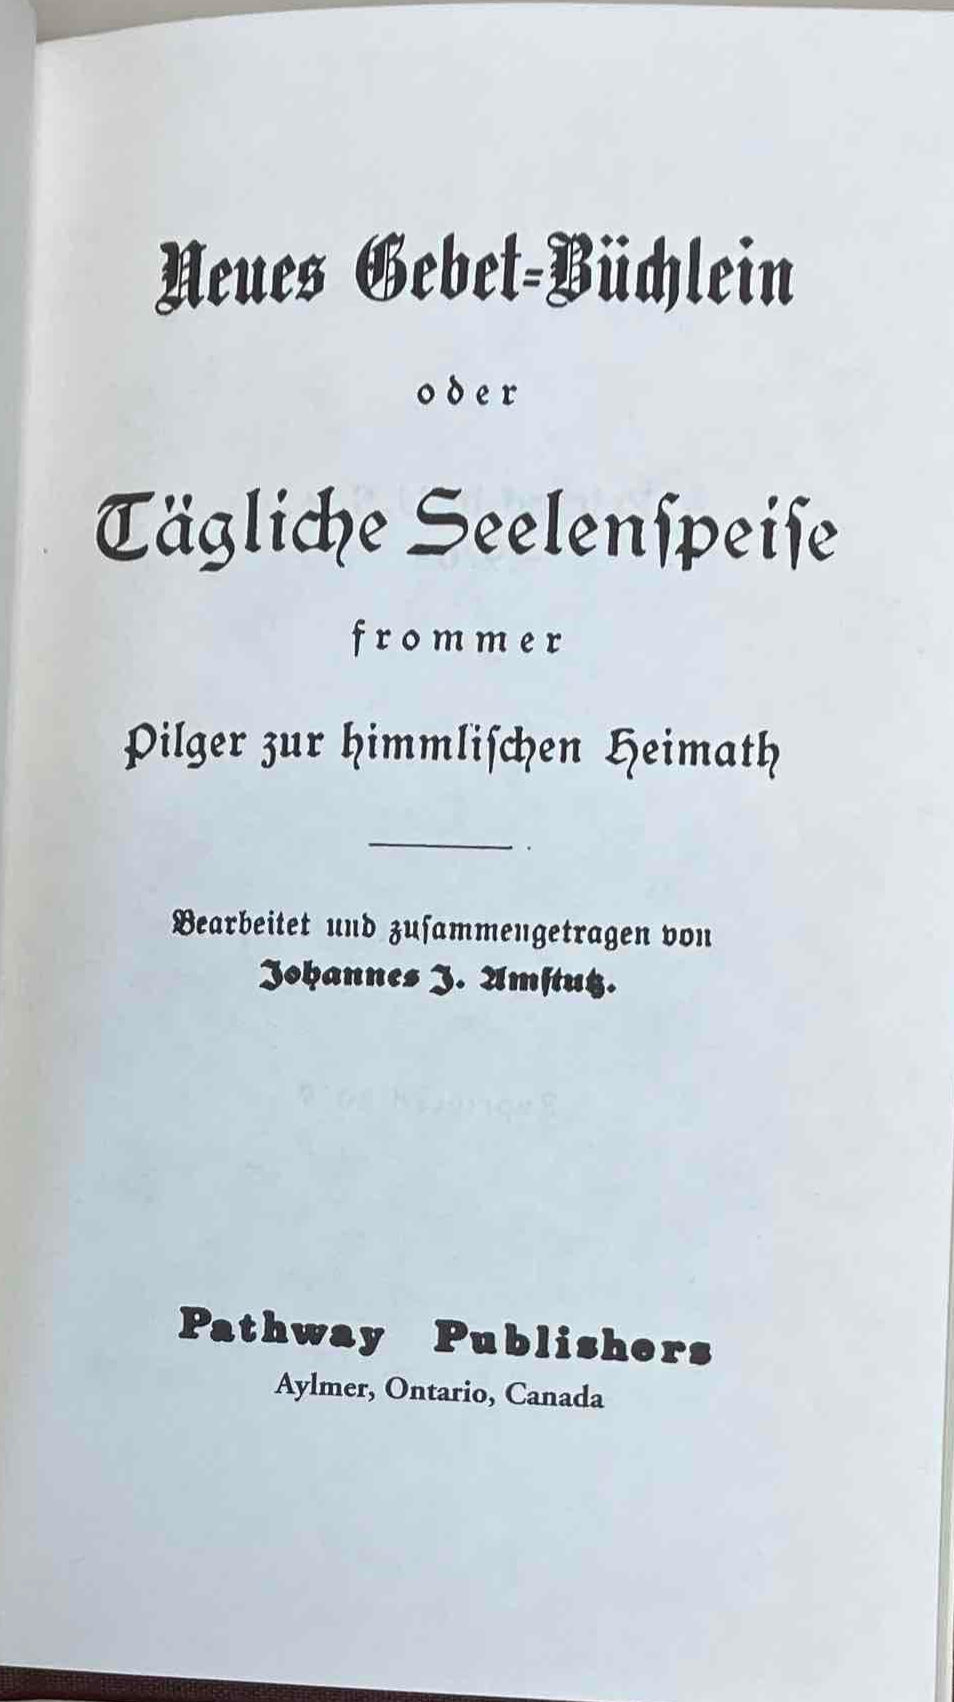 Neues Gebet-Büchlein
oder
Tägliche Seelenſpeiſe
frommer
Pilger zur himmliſchen Heimath
Bearbeitet und zuſammengetragen von
Johannes J. Amſtutz.
Pathway Publishers
Aylmer, Ontario, Canada